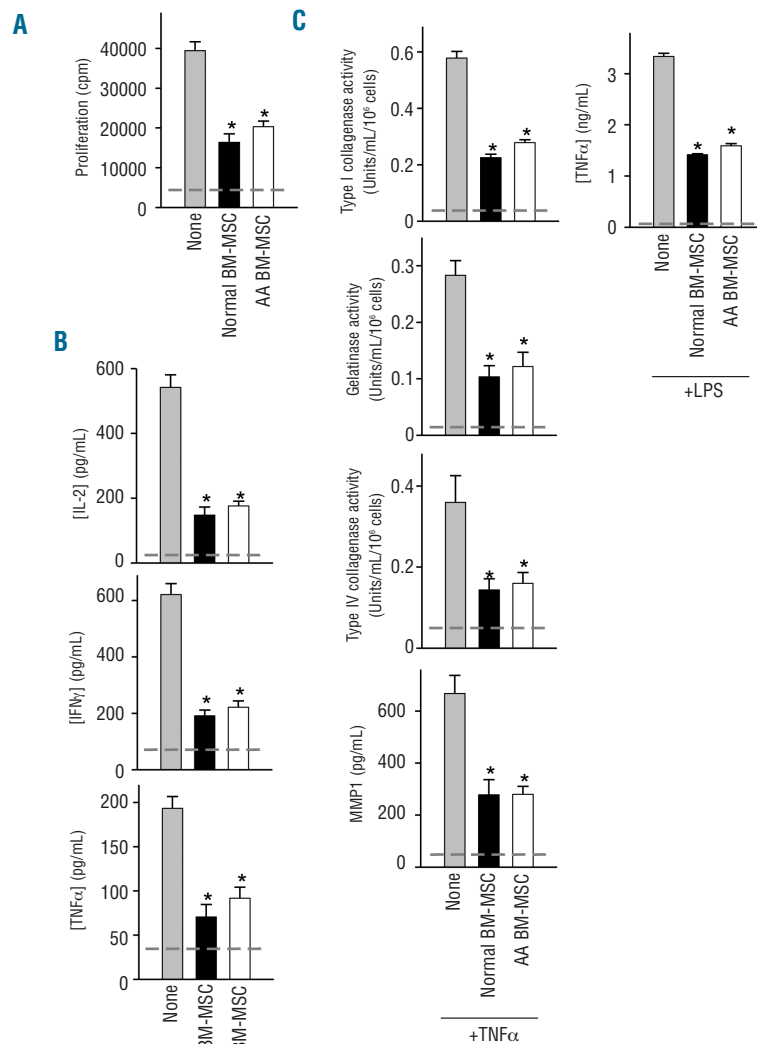 A
Proliferation (cpm)
40000
30000
20000
10000
0
*
*
None
Normal BM-MSC
AA BM-MSC
B
[IL-2] (pg/mL)
600
400
200
0
*
*
[IFNγ] (pg/mL)
600
400
200
0
*
*
[TNFα] (pg/mL)
200
150
100
50
0
*
*
None
BM-MSC
BM-MSC
C
Type I collagenase activity
(Units/mL/10⁶ cells)
0.6
0.4
0.2
0
*
*
Gelatinase activity
(Units/mL/10⁶ cells)
0.3
0.2
0.1
0
*
*
Type IV collagenase activity
(Units/mL/10⁶ cells)
0.4
0.2
0
*
*
MMP1 (pg/mL)
600
400
200
0
*
*
None
Normal BM-MSC
AA BM-MSC
+TNFα
[TNFα] (ng/mL)
3
2
1
0
*
*
None
Normal BM-MSC
AA BM-MSC
+LPS